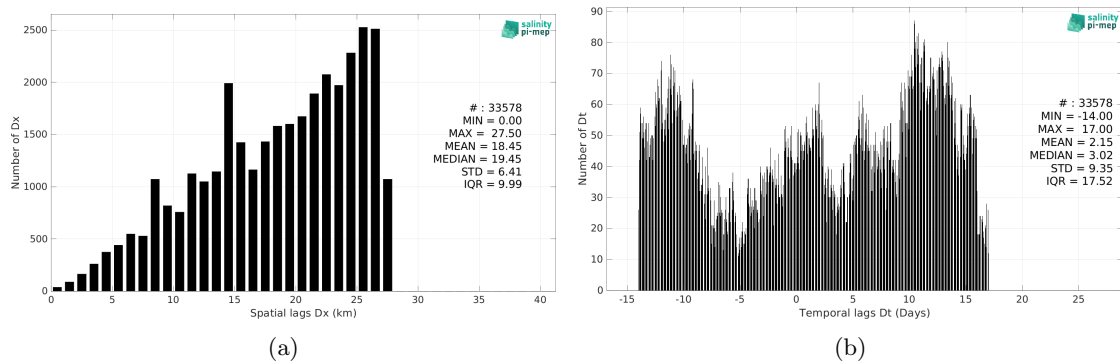 2500
2000
1500
1000
500
0
Number of Dx
0 5 10 15 20 25 30 35 40
Spatial lags Dx (km)
salinity
pi-mep
# : 33578
MIN = 0.00
MAX = 27.50
MEAN = 18.45
MEDIAN = 19.45
STD = 6.41
IQR = 9.99
(a)
90
80
70
60
50
40
30
20
10
0
Number of Dt
-15 -10 -5 0 5 10 15 20 25
Temporal lags Dt (Days)
salinity
pi-mep
# : 33578
MIN = -14.00
MAX = 17.00
MEAN = 2.15
MEDIAN = 3.02
STD = 9.35
IQR = 17.52
(b)